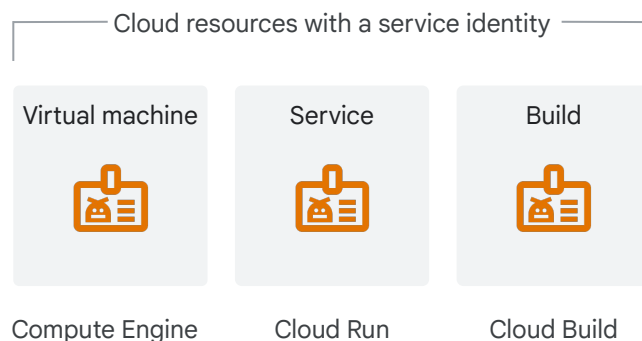 Cloud resources with a service identity
Virtual machine
Service
Build
Compute Engine
Cloud Run
Cloud Build